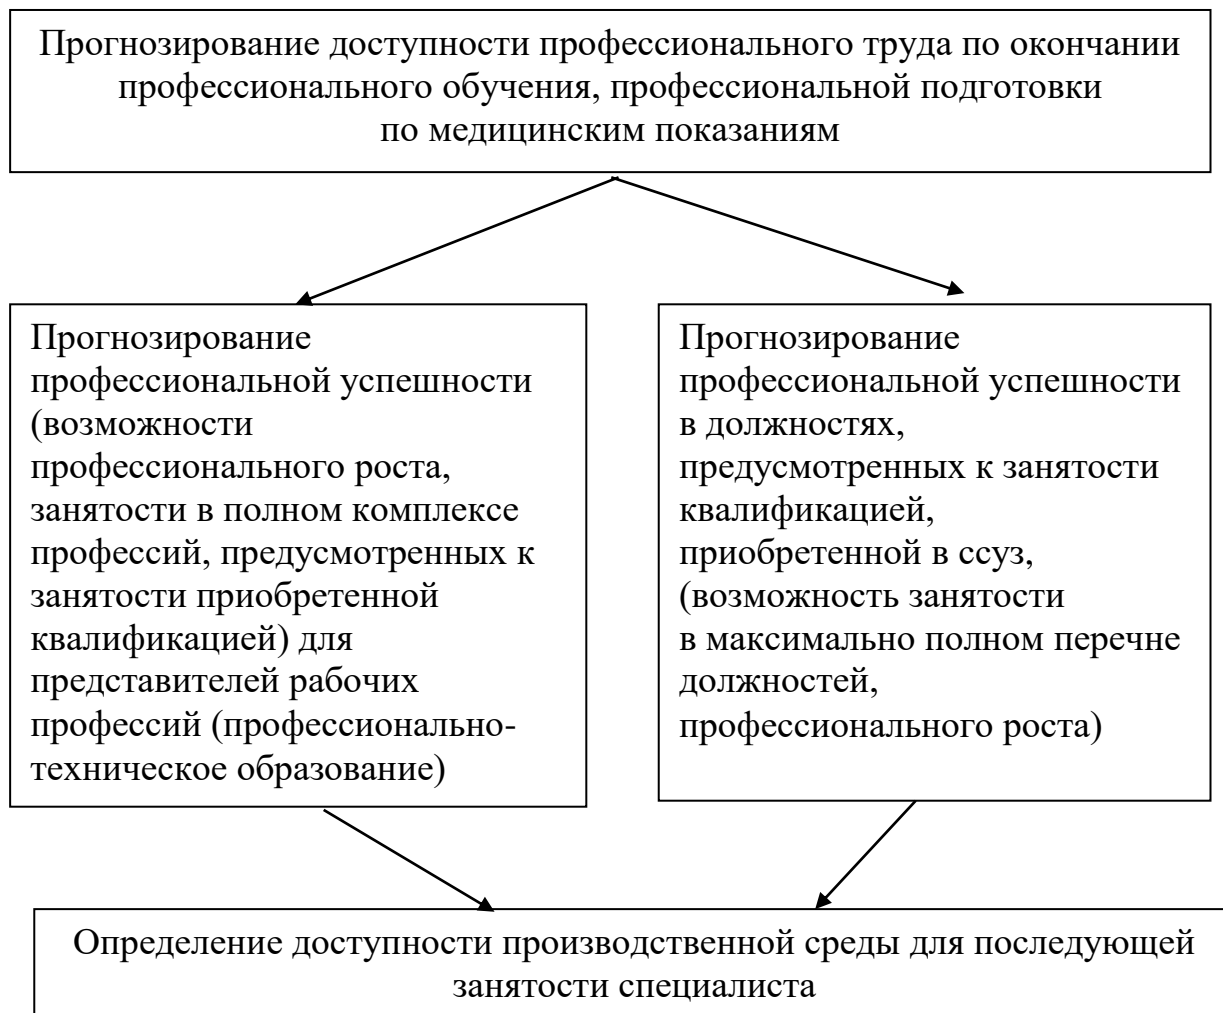 Прогнозирование доступности профессионального труда по окончании
профессионального обучения, профессиональной подготовки
по медицинским показаниям
Прогнозирование
профессиональной успешности
(возможности
профессионального роста,
занятости в полном комплексе
профессий, предусмотренных к
занятости приобретенной
квалификацией) для
представителей рабочих
профессий (профессионально-
техническое образование)
Прогнозирование
профессиональной успешности
в должностях,
предусмотренных к занятости
квалификацией,
приобретенной в ссуз,
(возможность занятости
в максимально полном перечне
должностей,
профессионального роста)
Определение доступности производственной среды для последующей
занятости специалиста